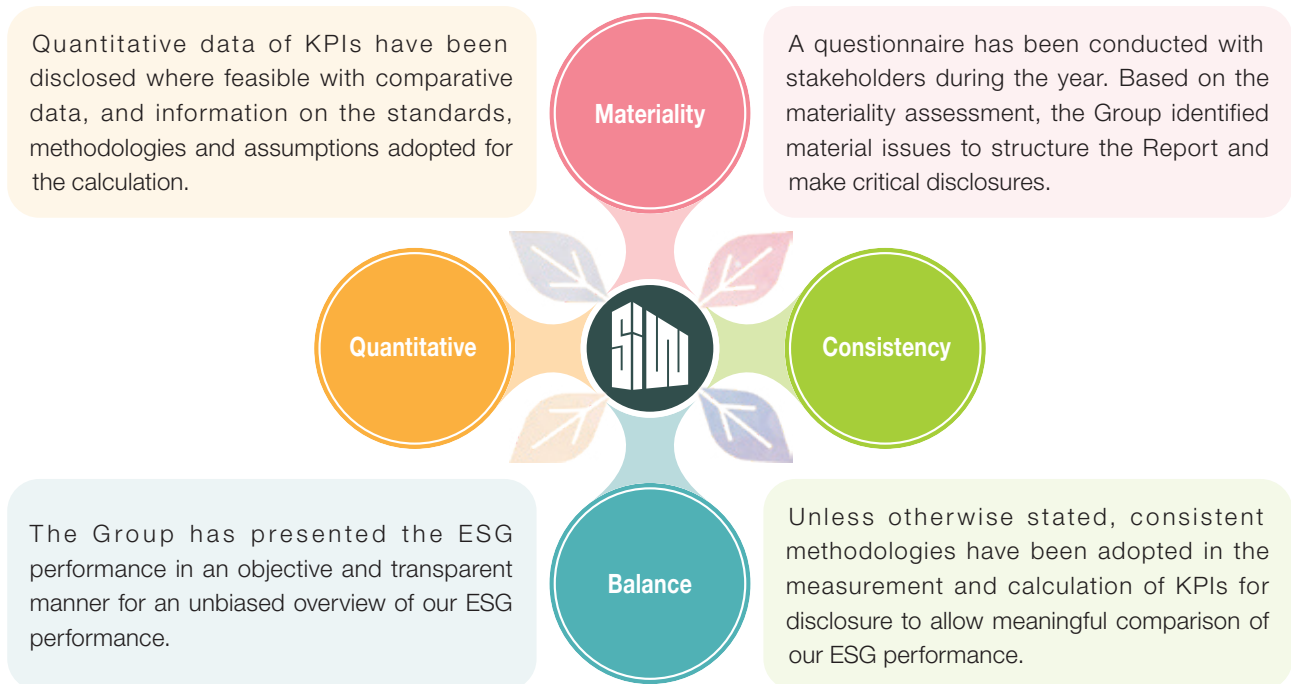 Quantitative data of KPIs have been
disclosed where feasible with comparative
data, and information on the standards,
methodologies and assumptions adopted for
the calculation.
Materiality
A questionnaire has been conducted with
stakeholders during the year. Based on the
materiality assessment, the Group identified
material issues to structure the Report and
make critical disclosures.
Quantitative
Consistency
The Group has presented the ESG
performance in an objective and transparent
manner for an unbiased overview of our ESG
performance.
Balance
Unless otherwise stated, consistent
methodologies have been adopted in the
measurement and calculation of KPIs for
disclosure to allow meaningful comparison of
our ESG performance.